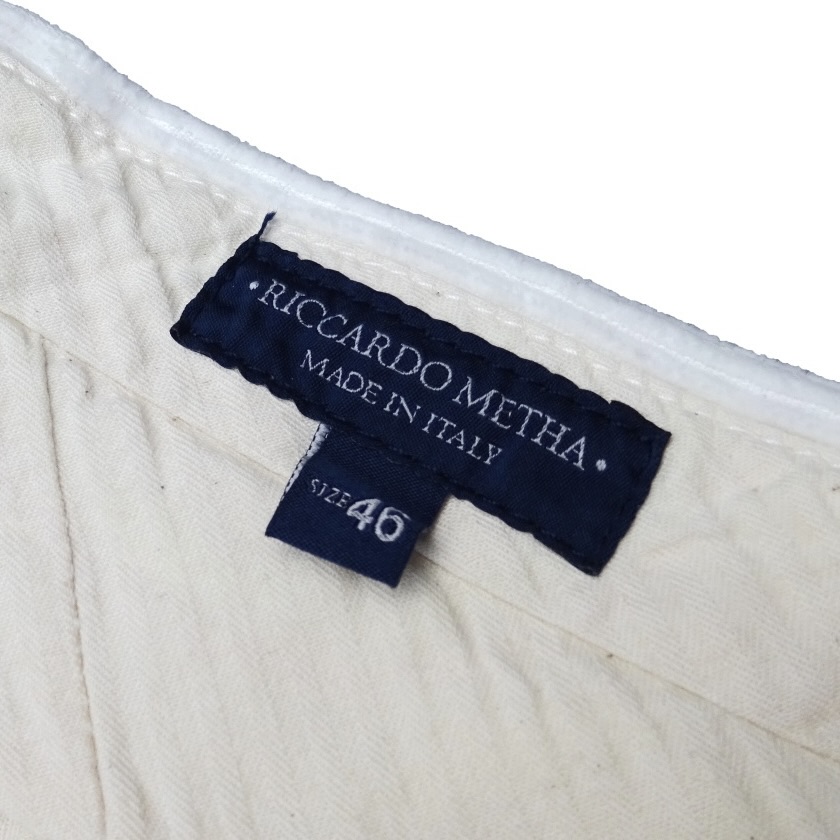 • RICCARDO METHA •
MADE IN ITALY
SIZE 46